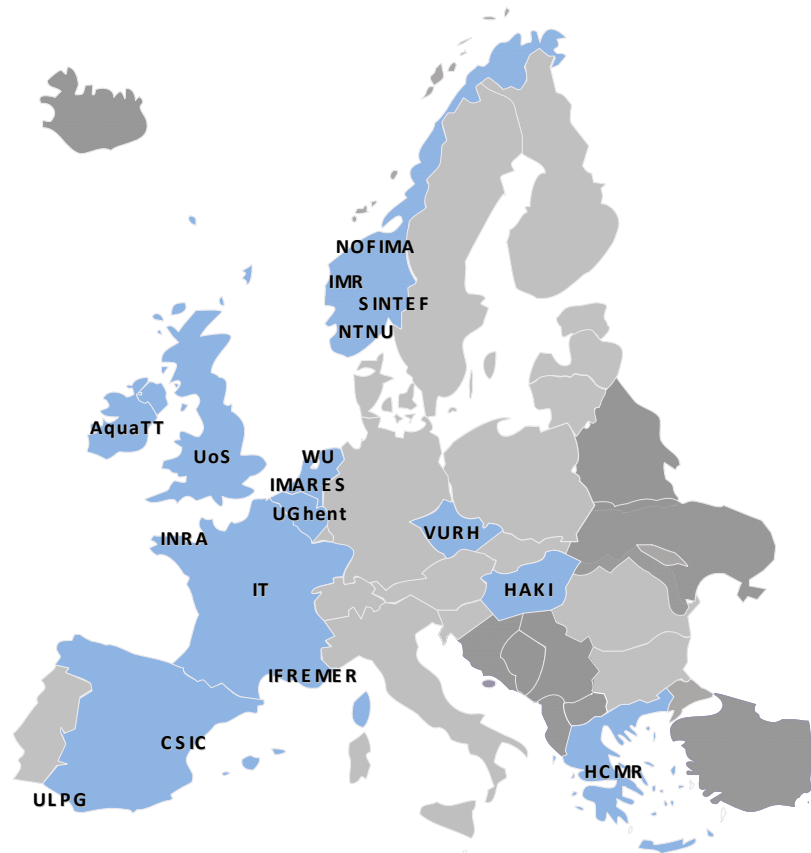 NOFIMA
IMR
SINTEF
NTNU
AquaTT
UoS
WU
IMARES
UGhent
VURH
INRA
IT
HAKI
IFREMER
CSIC
HCMR
ULPG